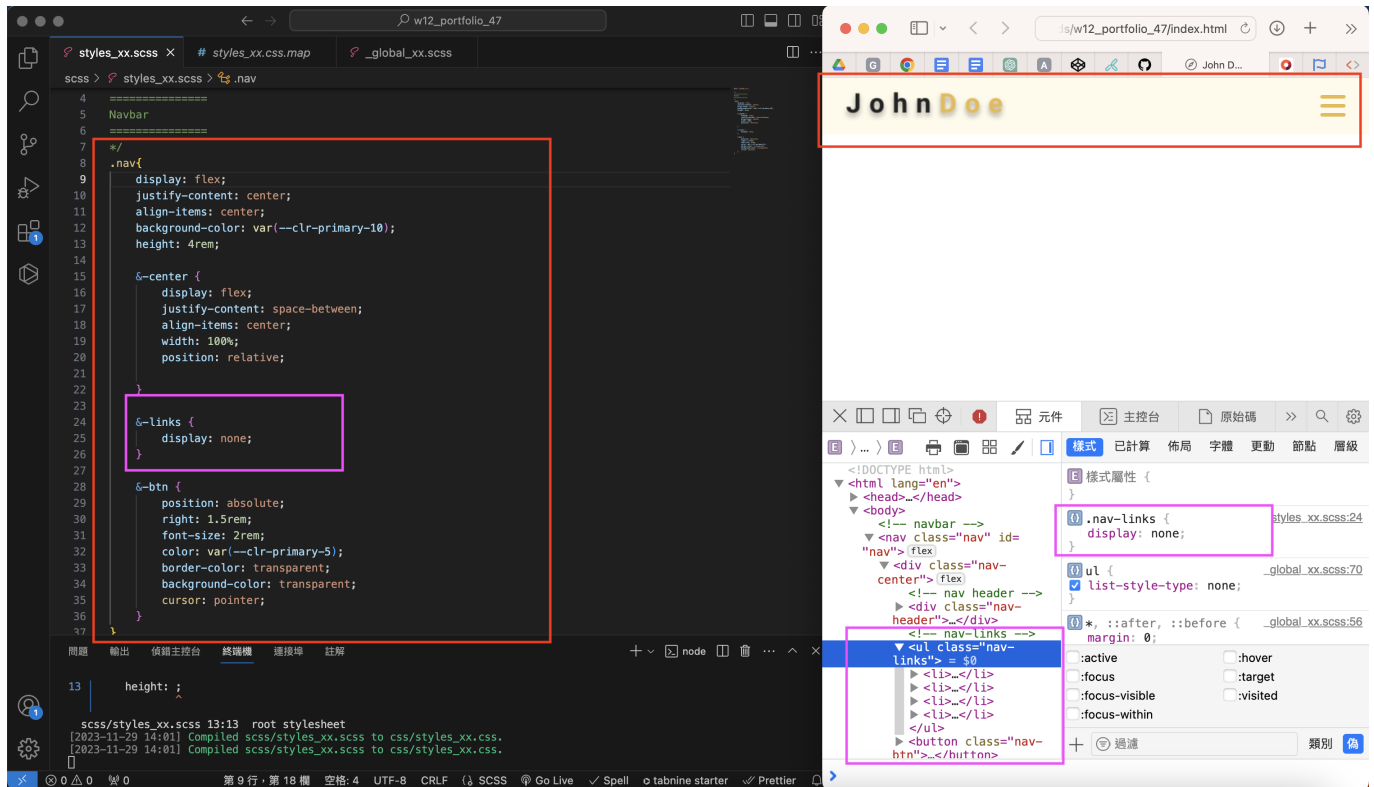 w12_portfolio_47
styles_xx.scss
styles_xx.css.map
_global_xx.scss
scss > styles_xx.scss > .nav
4 ===============
5 Navbar
6 ===============
7 */
8 .nav{
9 display: flex;
10 justify-content: center;
11 align-items: center;
12 background-color: var(--clr-primary-10);
13 height: 4rem;
14
15 &-center {
16 display: flex;
17 justify-content: space-between;
18 align-items: center;
19 width: 100%;
20 position: relative;
21
22 }
23
24 &-links {
25 display: none;
26 }
27
28 &-btn {
29 position: absolute;
30 right: 1.5rem;
31 font-size: 2rem;
32 color: var(--clr-primary-5);
33 border-color: transparent;
34 background-color: transparent;
35 cursor: pointer;
36 }
37 }
問題 輸出 偵錯主控台 終端機 連接埠 註解
node
13 height: ;
^
scss/styles_xx.scss 13:13 root stylesheet
[2023-11-29 14:01] Compiled scss/styles_xx.scss to css/styles_xx.css.
[2023-11-29 14:01] Compiled scss/styles_xx.scss to css/styles_xx.css.
0 0 0 第 9 行，第 18 欄 空格: 4 UTF-8 CRLF SCSS Go Live Spell tabnine starter Prettier
1
1
/w12_portfolio_47/index.html
G A John D...
JohnDoe
元件 主控台 原始碼
E … E
樣式 已計算 佈局 字體 更動 節點 層級
<!DOCTYPE html>
<html lang="en">
<head>…</head>
<body>
<!-- navbar -->
<nav class="nav" id=
"nav"> flex
<div class="nav-
center"> flex
<!-- nav header -->
<div class="nav-
header">…</div>
<!-- nav-links -->
<ul class="nav-
links"> = $0
<li>…</li>
<li>…</li>
<li>…</li>
<li>…</li>
</ul>
<button class="nav-
btn">…</button>
E 樣式屬性 {
}
.nav-links { styles_xx.scss:24
display: none;
}
ul { _global_xx.scss:70
list-style-type: none;
}
*, ::after, ::before { _global_xx.scss:56
margin: 0;
:active :hover
:focus :target
:focus-visible :visited
:focus-within
過濾 類別 偽